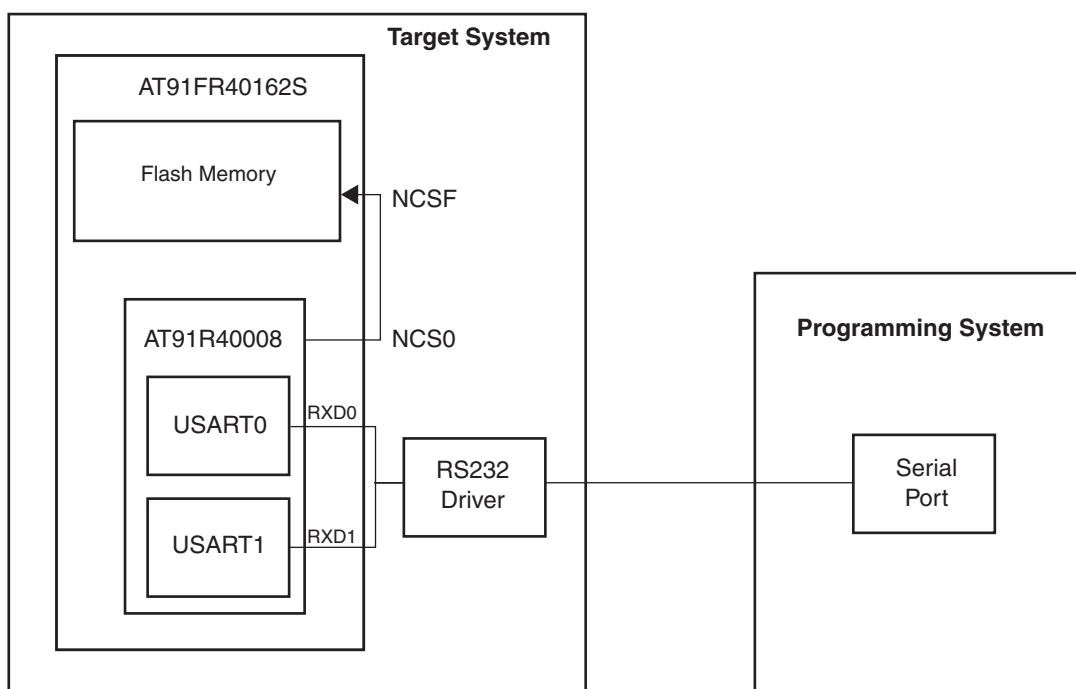 Target System
AT91FR40162S
Flash Memory
NCSF
AT91R40008
NCS0
Programming System
USART0
RXD0
RS232
Driver
Serial
Port
USART1
RXD1